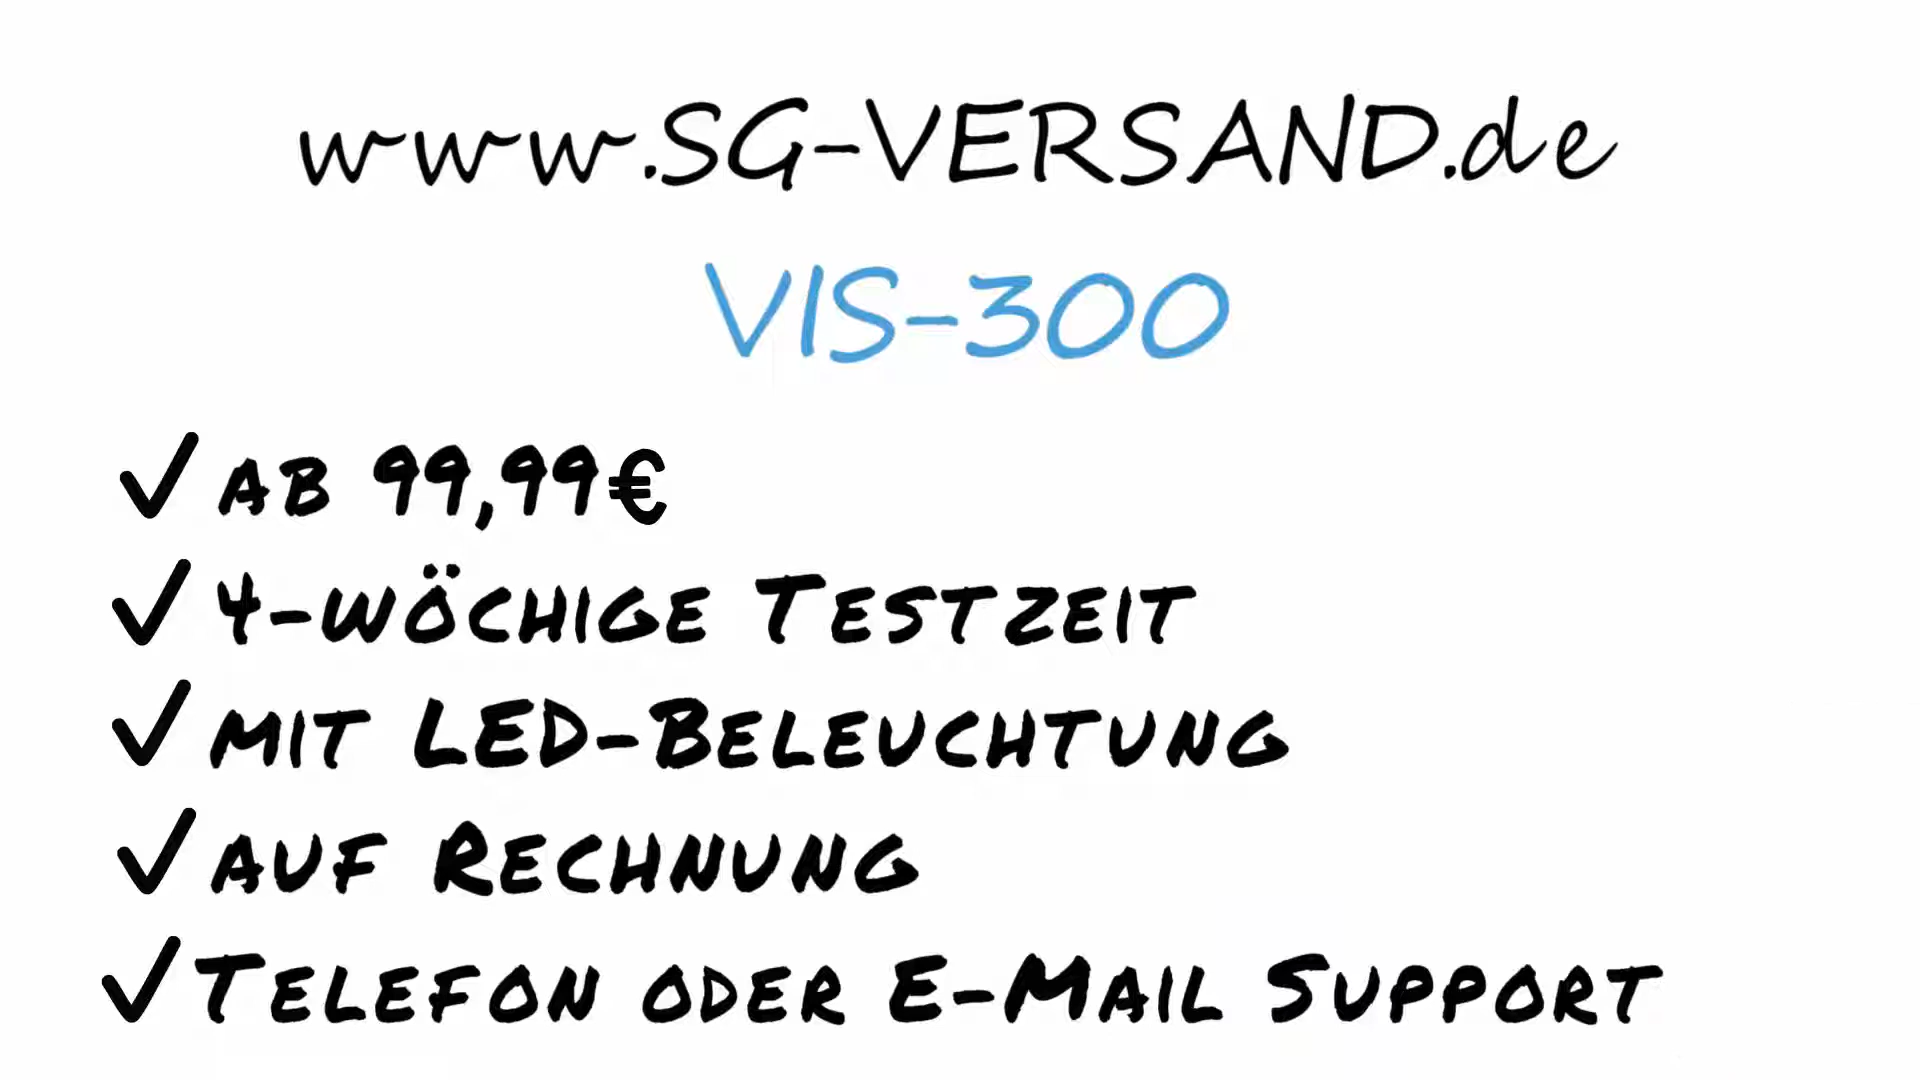 www.SG-VERSAND.de
VIS-300
✓ ab 99,99€
✓ 4-wöchige Testzeit
✓ mit LED-Beleuchtung
✓ auf Rechnung
✓ Telefon oder E-Mail Support